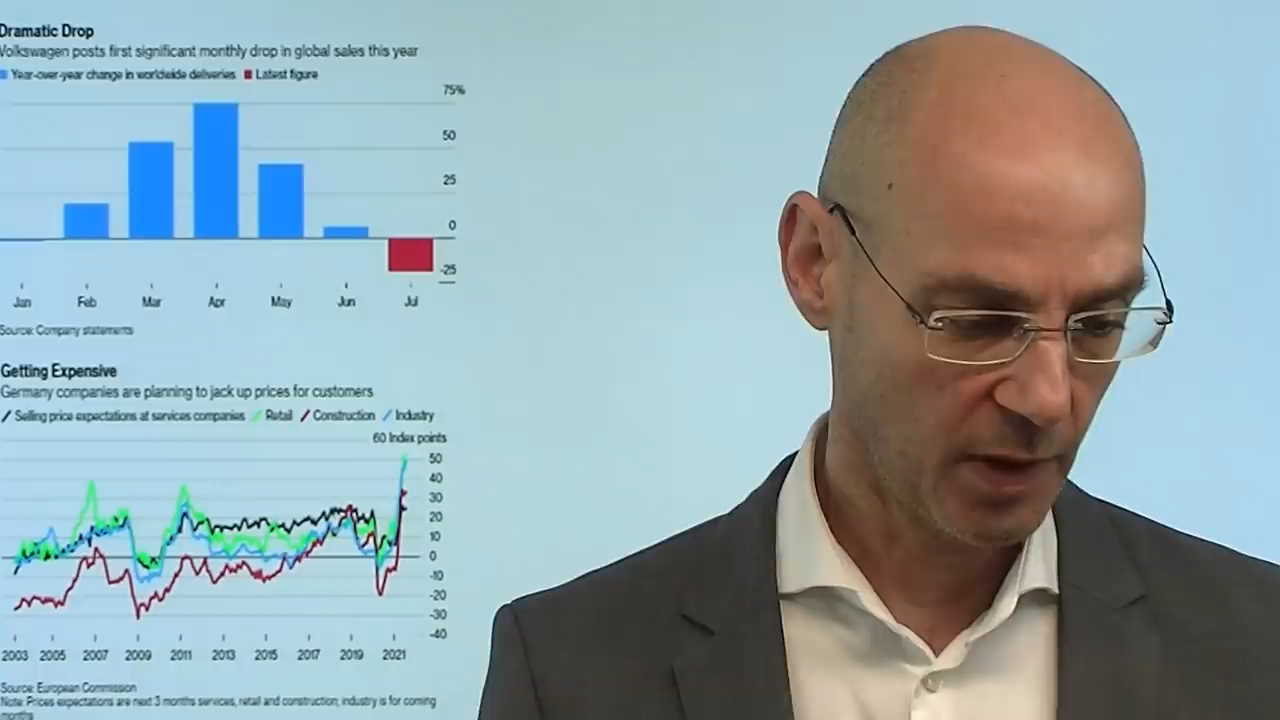 Dramatic Drop
Volkswagen posts first significant monthly drop in global sales this year
Year-over-year change in worldwide deliveries Latest figure
75%
50
25
0
-25
Jan Feb Mar Apr May Jun Jul
Source: Company statements
Getting Expensive
Germany companies are planning to jack up prices for customers
Selling price expectations at services companies Retail Construction Industry
60 Index points
50
40
30
20
10
0
-10
-20
-30
-40
2003 2005 2007 2009 2011 2013 2015 2017 2019 2021
Source: European Commission
Note: Prices expectations are next 3 months services, retail and construction; industry is for coming
months